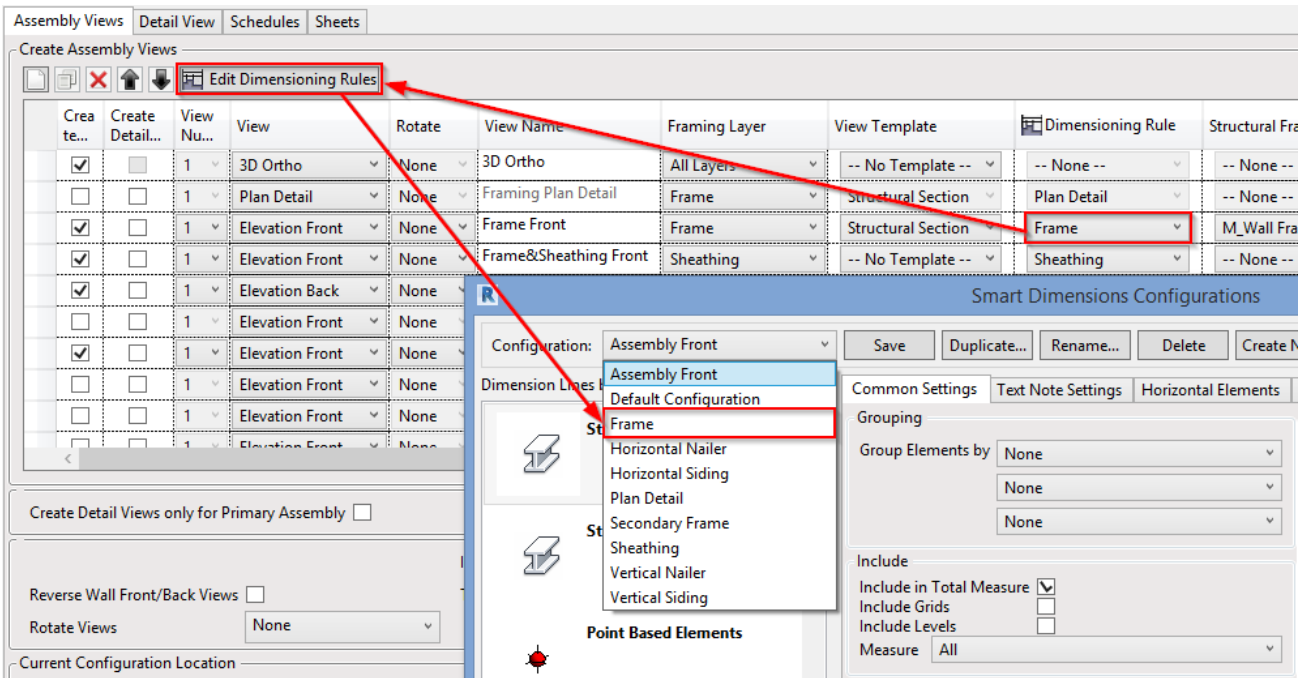 Assembly Views Detail View Schedules Sheets
Create Assembly Views
Edit Dimensioning Rules
Crea te... Create Detail... View Nu... View Rotate View Name Framing Layer View Template Dimensioning Rule Structural Fra
1 3D Ortho None 3D Ortho All Layers -- No Template -- -- None -- -- None --
1 Plan Detail None Framing Plan Detail Frame Structural Section Plan Detail -- None --
1 Elevation Front None Frame Front Frame Structural Section Frame M_Wall Fra
1 Elevation Front None Frame&Sheathing Front Sheathing -- No Template -- Sheathing -- None --
1 Elevation Back None
1 Elevation Front None
1 Elevation Front None
1 Elevation Front None
1 Elevation Front None
1 Elevation Front None
Create Detail Views only for Primary Assembly
Reverse Wall Front/Back Views
Rotate Views None
Current Configuration Location
R Smart Dimensions Configurations
Configuration: Assembly Front Save Duplicate... Rename... Delete Create N
Assembly Front
Default Configuration
Frame
Horizontal Nailer
Horizontal Siding
Plan Detail
Secondary Frame
Sheathing
Vertical Nailer
Vertical Siding
Dimension Lines
St
St
Point Based Elements
Common Settings Text Note Settings Horizontal Elements
Grouping
Group Elements by None
None
None
Include
Include in Total Measure
Include Grids
Include Levels
Measure All